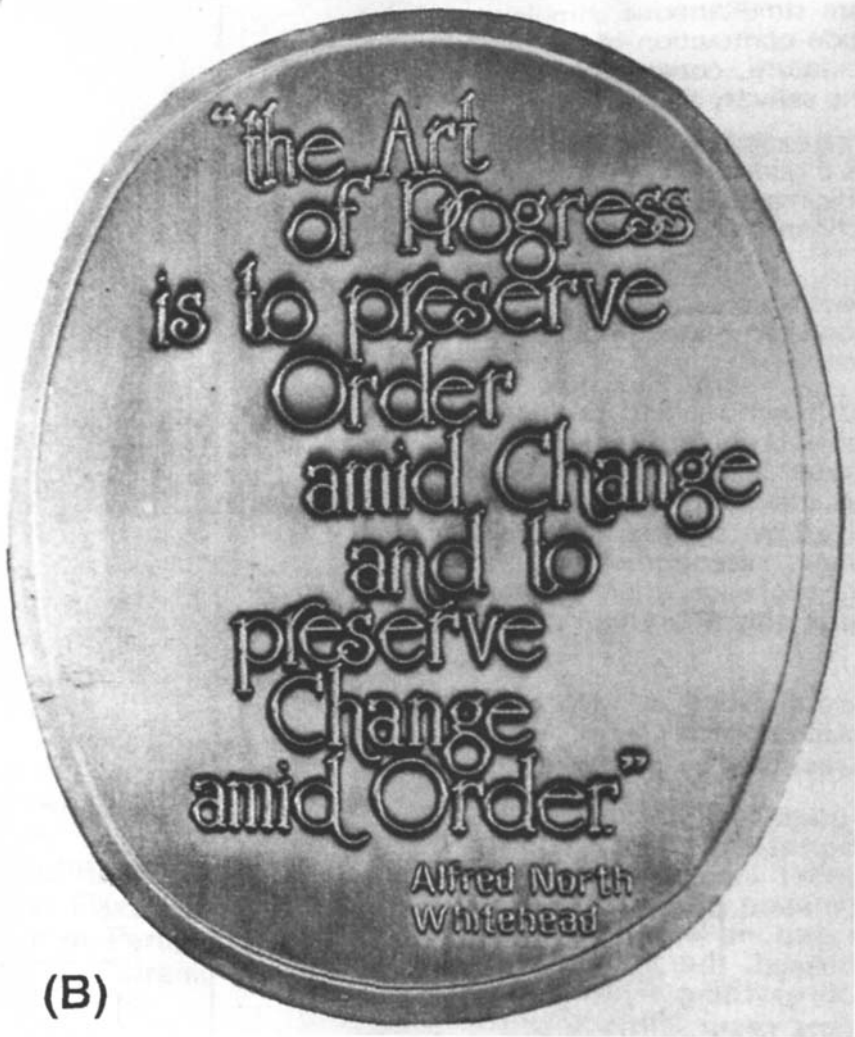 “the Art
of Progress
is to preserve
Order
amid Change
and to
preserve
Change
amid Order.”
Alfred North
Whitehead
(B)